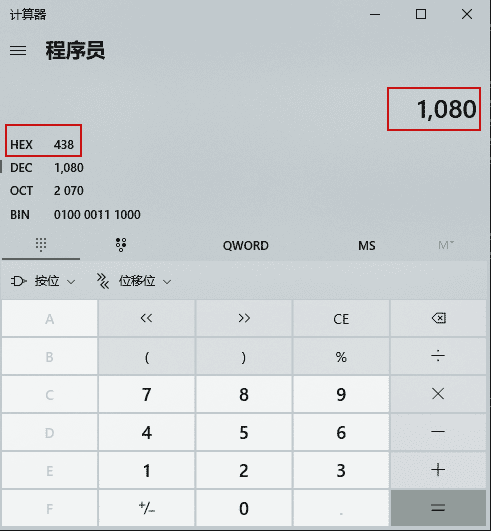 计算器
程序员
1,080
HEX 438
DEC 1,080
OCT 2 070
BIN 0100 0011 1000
QWORD MS M˅
按位 位移位
A << >> CE
B ( ) % ÷
C 7 8 9 ×
D 4 5 6 −
E 1 2 3 +
F +/− 0 . =